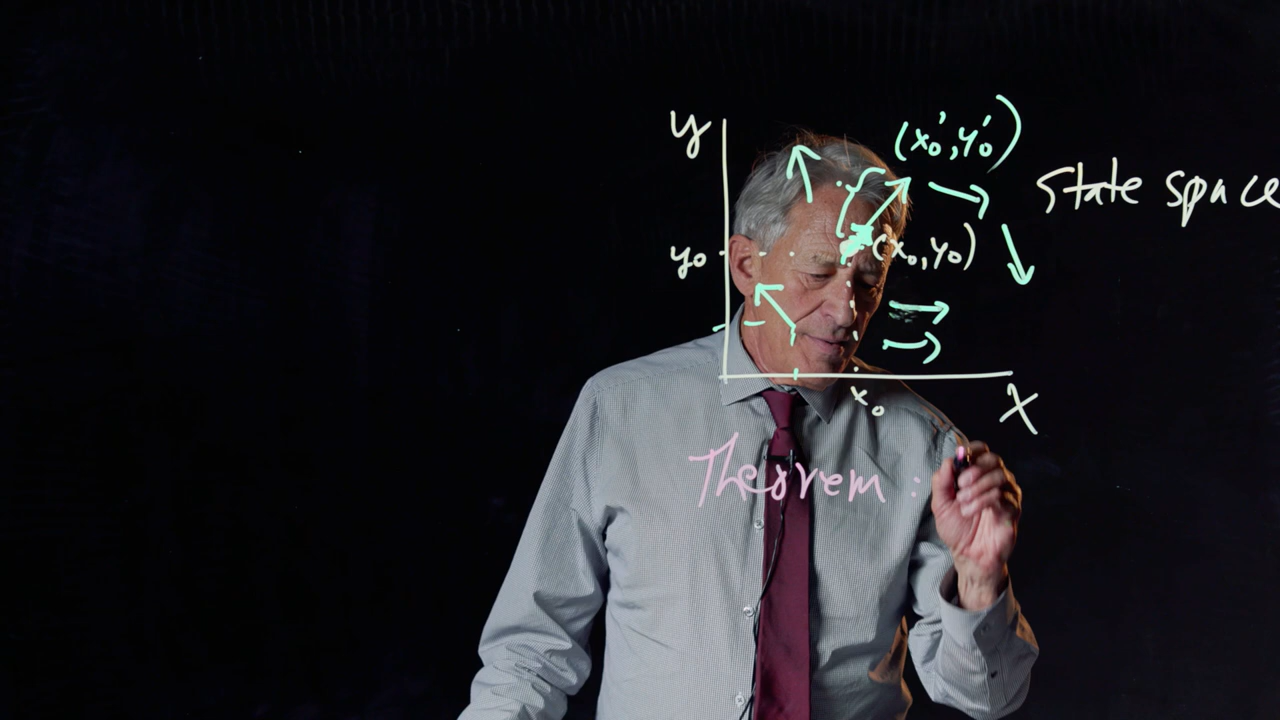 y
(x₀', y₀')
State space
y₀
(x₀, y₀)
x₀
X
Theorem :